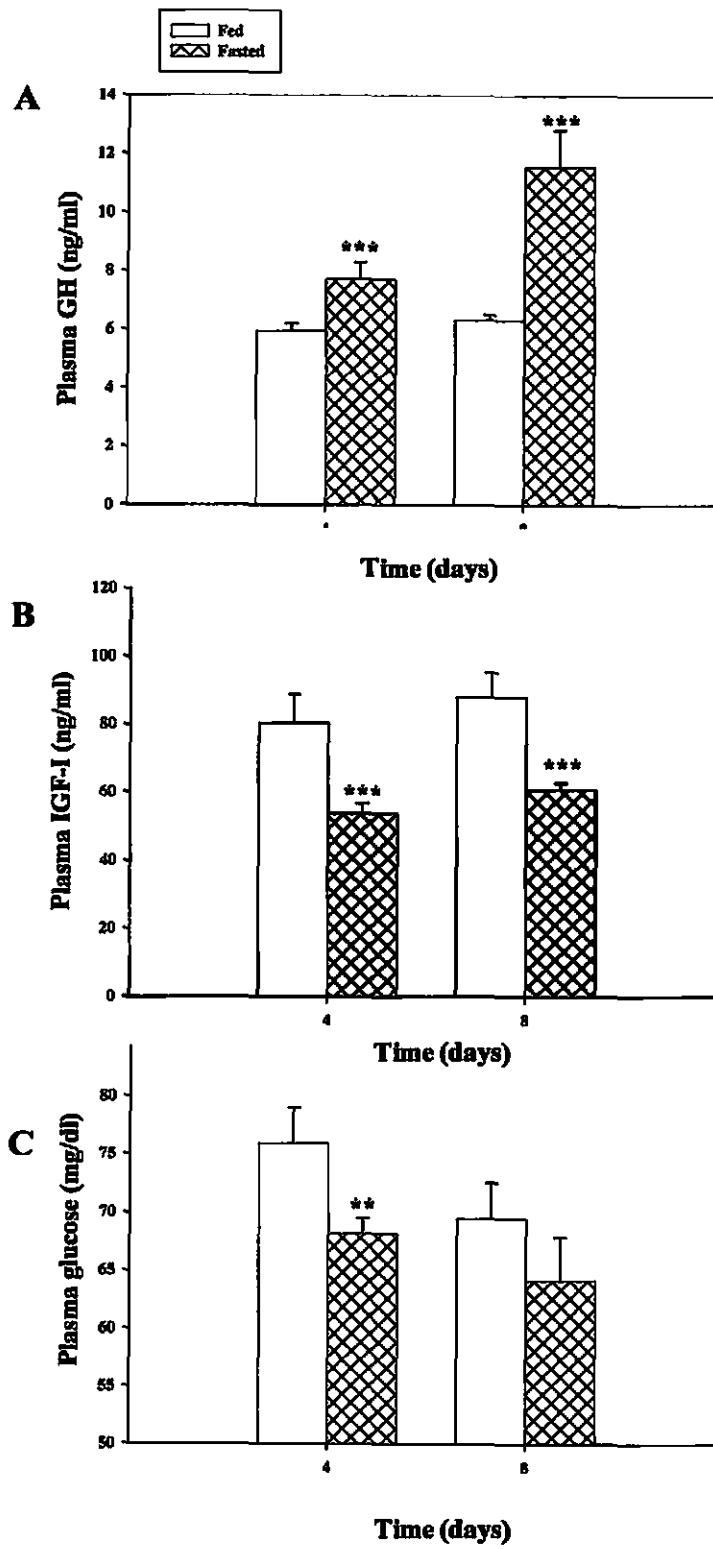 Fed
Fasted
A
14
12
10
8
6
4
2
0
Plasma GH (ng/ml)
***
***
Time (days)
B
120
100
80
60
40
20
0
Plasma IGF-I (ng/ml)
***
***
4
8
Time (days)
C
80
75
70
65
60
55
50
Plasma glucose (mg/dl)
**
4
8
Time (days)